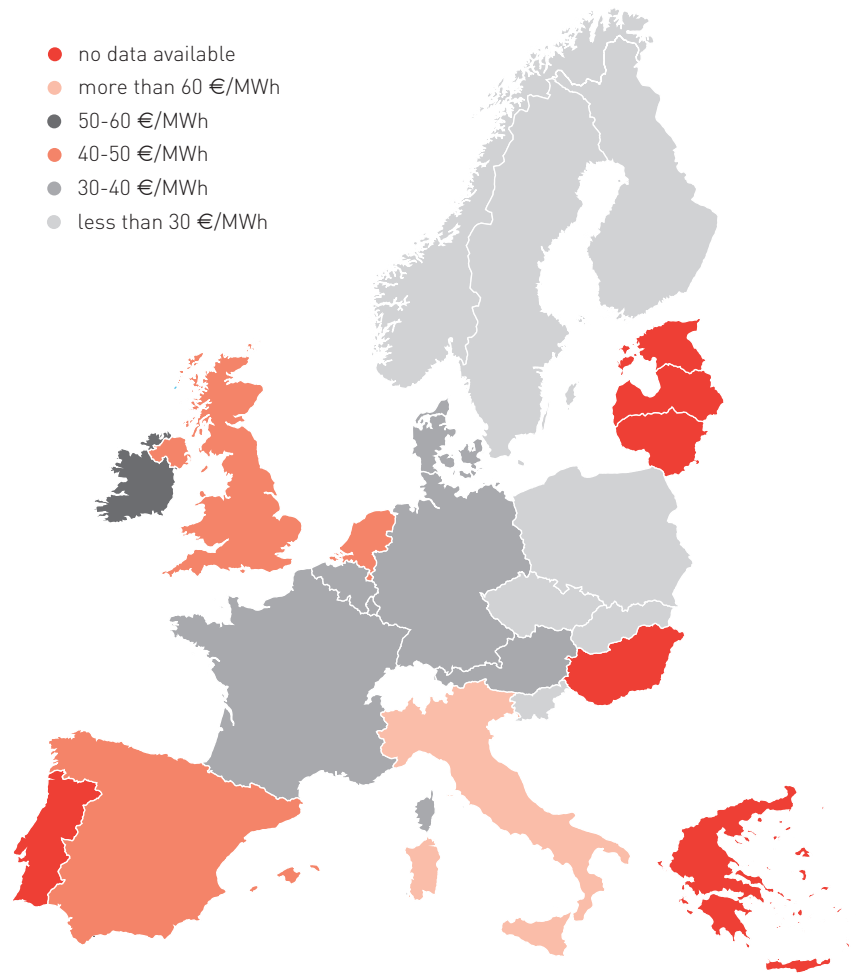 no data available
more than 60 €/MWh
50-60 €/MWh
40-50 €/MWh
30-40 €/MWh
less than 30 €/MWh